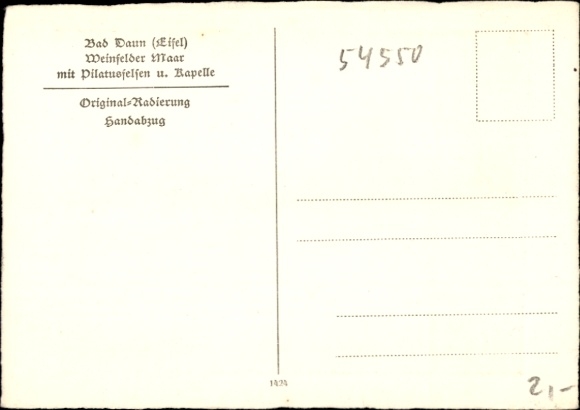 Bad Daun (Eifel)
Weinfelder Maar
mit Pilatusfelsen u. Kapelle
Original-Radierung
Handabzug
54550
1424
2,-